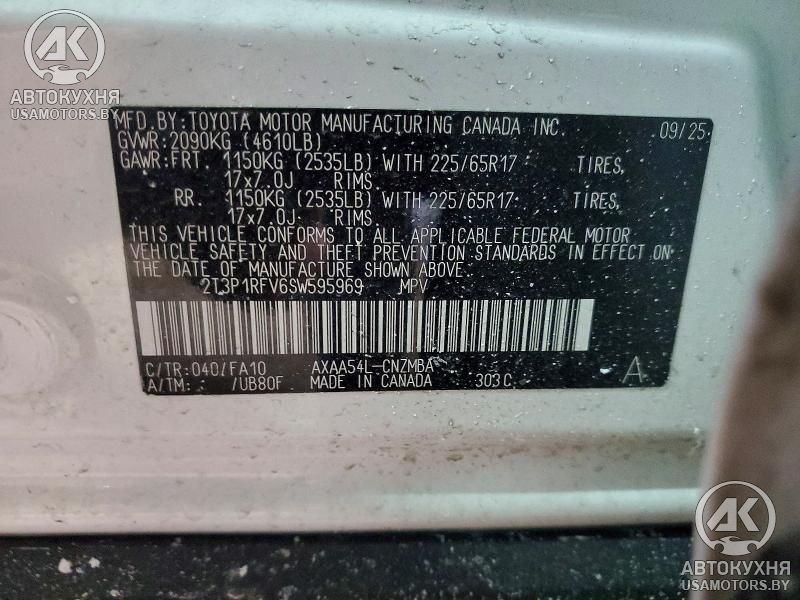 АК
АВТОКУХНЯ
USAMOTORS.BY
MFD.BY:TOYOTA MOTOR MANUFACTURING CANADA INC. 09/25
GVWR:2090KG (4610LB)
GAWR:FRT 1150KG (2535LB) WITH 225/65R17 TIRES,
17x7.0J RIMS.
RR. 1150KG (2535LB) WITH 225/65R17 TIRES,
17x7.0J RIMS.
THIS VEHICLE CONFORMS TO ALL APPLICABLE FEDERAL MOTOR
VEHICLE SAFETY AND THEFT PREVENTION STANDARDS IN EFFECT ON
THE DATE OF MANUFACTURE SHOWN ABOVE.
2T3P1RFV6SW595969 MPV
C/TR:040/FA10 AXAA54L-CNZMBA
A/TM: /UB80F MADE IN CANADA 303C A
АК
АВТОКУХНЯ
USAMOTORS.BY